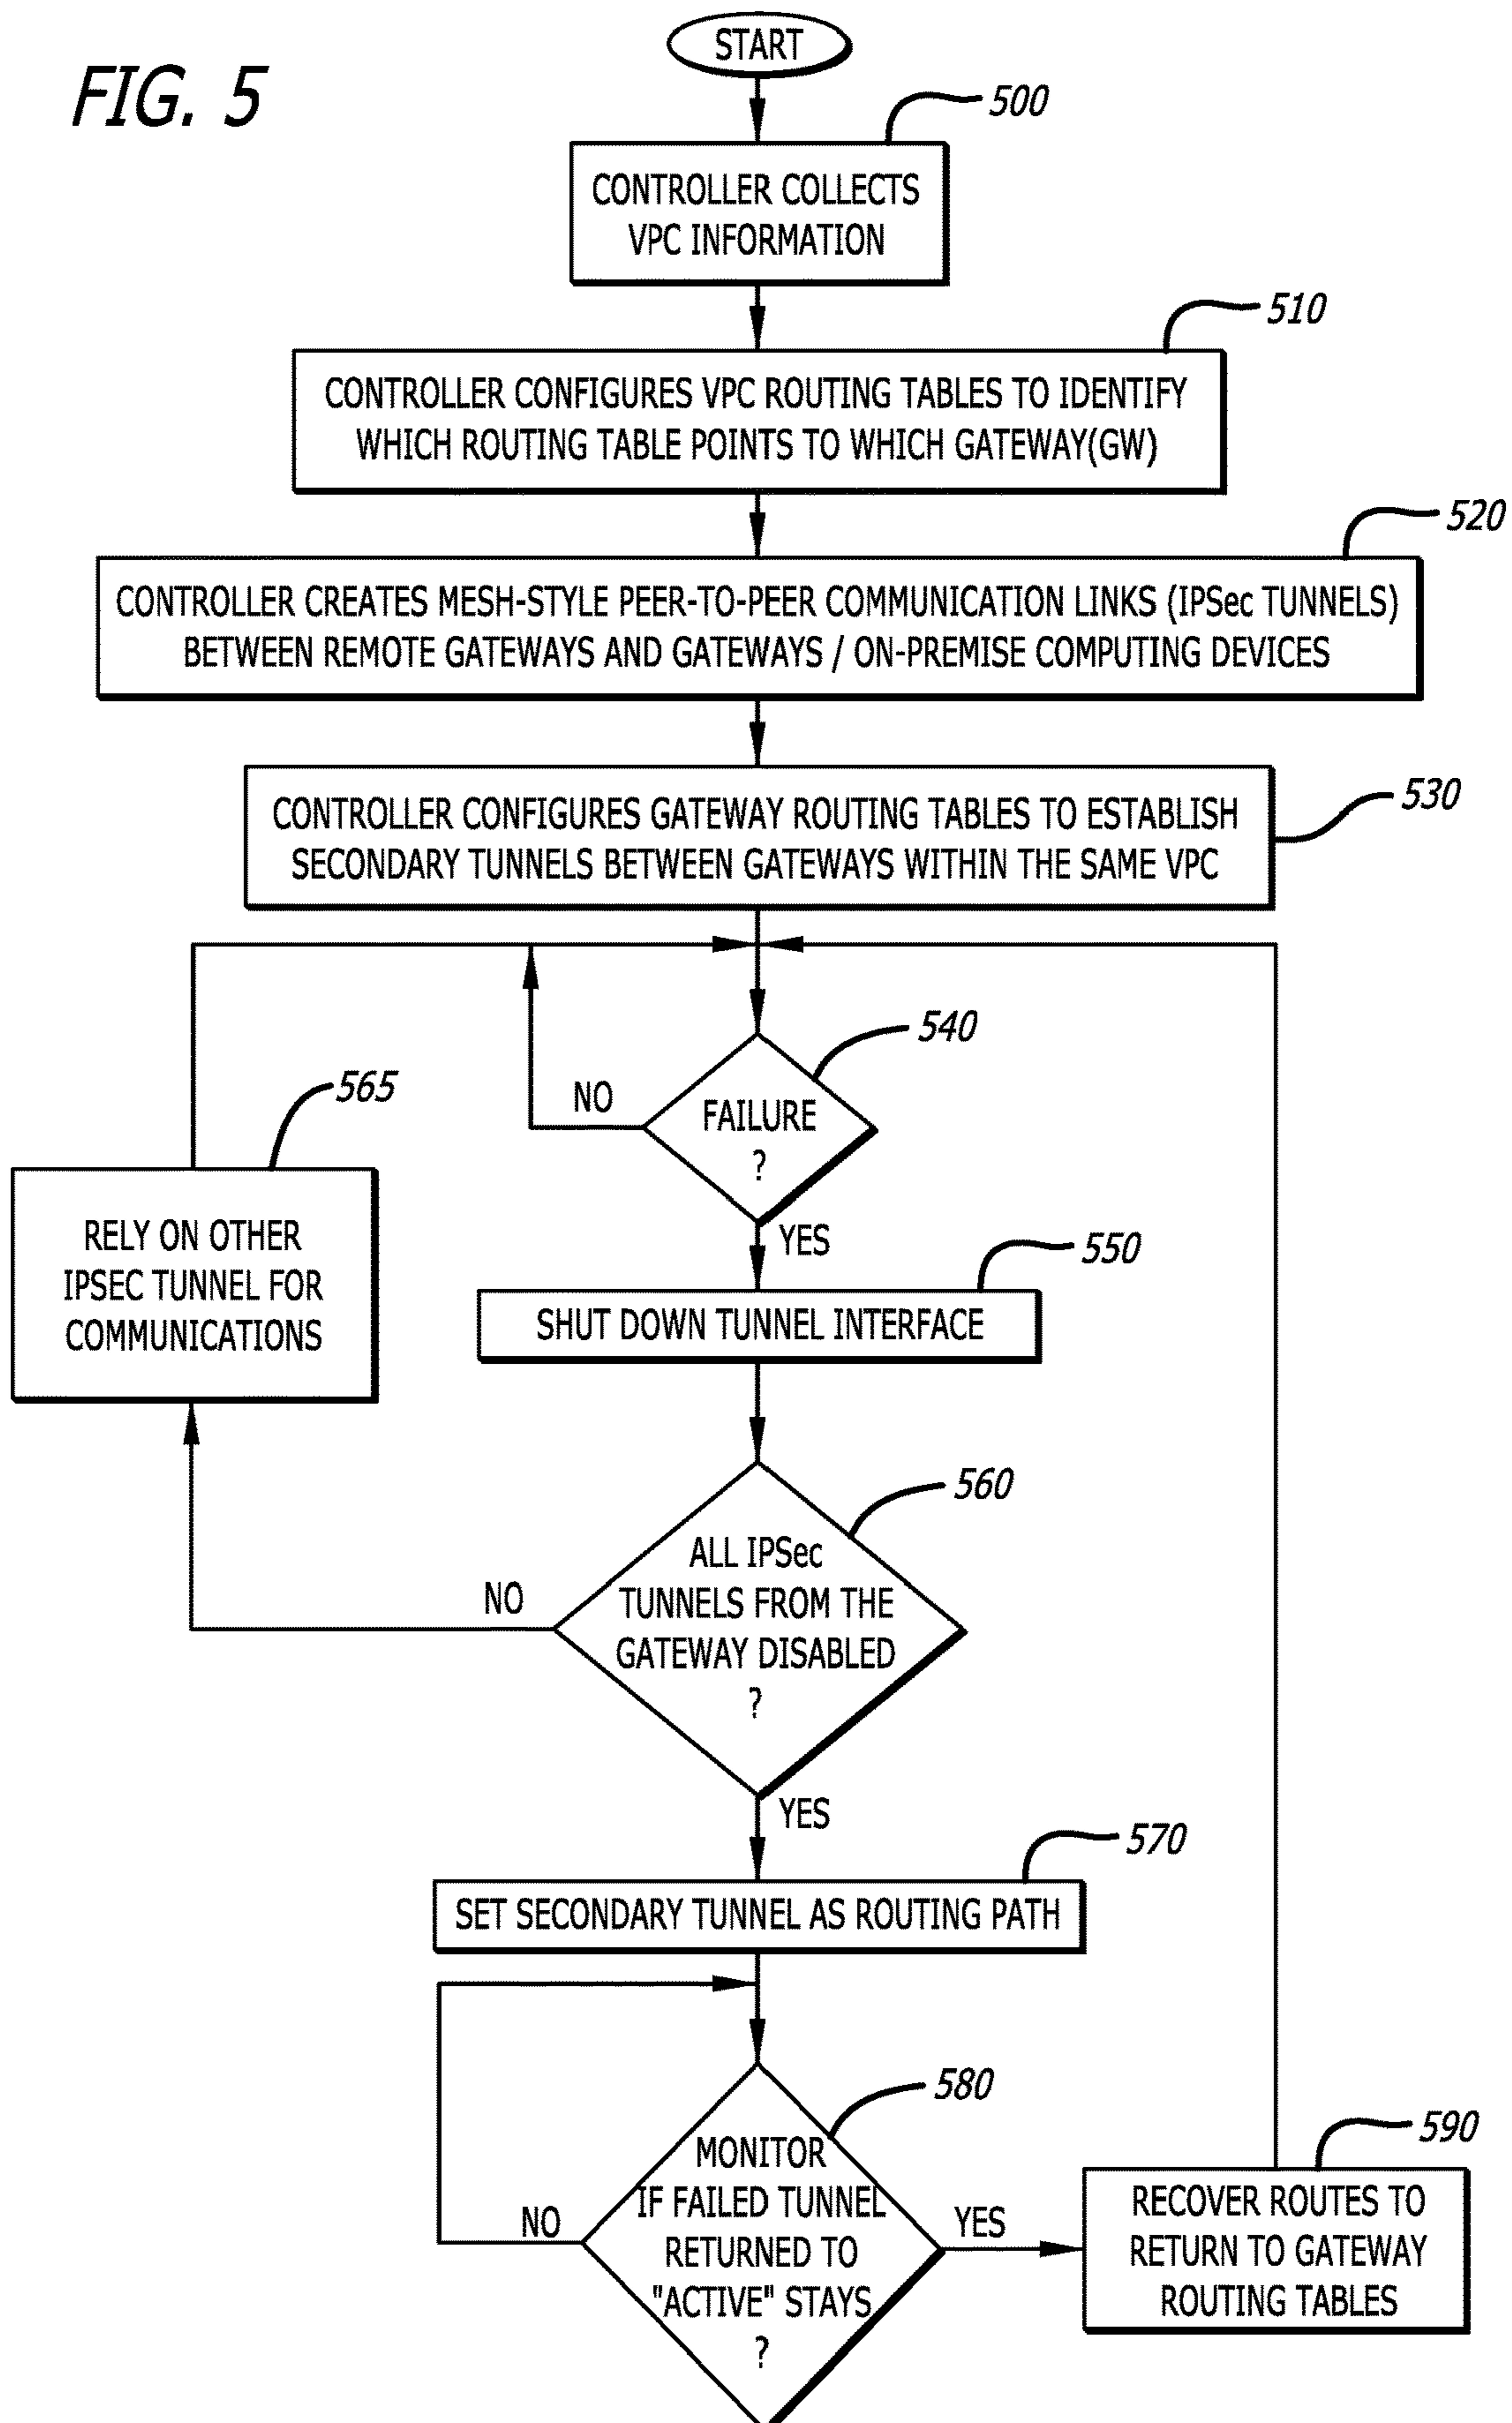 FIG. 5
START
500
CONTROLLER COLLECTS
VPC INFORMATION
510
CONTROLLER CONFIGURES VPC ROUTING TABLES TO IDENTIFY
WHICH ROUTING TABLE POINTS TO WHICH GATEWAY(GW)
520
CONTROLLER CREATES MESH-STYLE PEER-TO-PEER COMMUNICATION LINKS (IPSec TUNNELS)
BETWEEN REMOTE GATEWAYS AND GATEWAYS / ON-PREMISE COMPUTING DEVICES
530
CONTROLLER CONFIGURES GATEWAY ROUTING TABLES TO ESTABLISH
SECONDARY TUNNELS BETWEEN GATEWAYS WITHIN THE SAME VPC
540
FAILURE
?
NO
YES
565
RELY ON OTHER
IPSEC TUNNEL FOR
COMMUNICATIONS
550
SHUT DOWN TUNNEL INTERFACE
560
ALL IPSec
TUNNELS FROM THE
GATEWAY DISABLED
?
NO
YES
570
SET SECONDARY TUNNEL AS ROUTING PATH
580
MONITOR
IF FAILED TUNNEL
RETURNED TO
"ACTIVE" STAYS
?
NO
YES
590
RECOVER ROUTES TO
RETURN TO GATEWAY
ROUTING TABLES